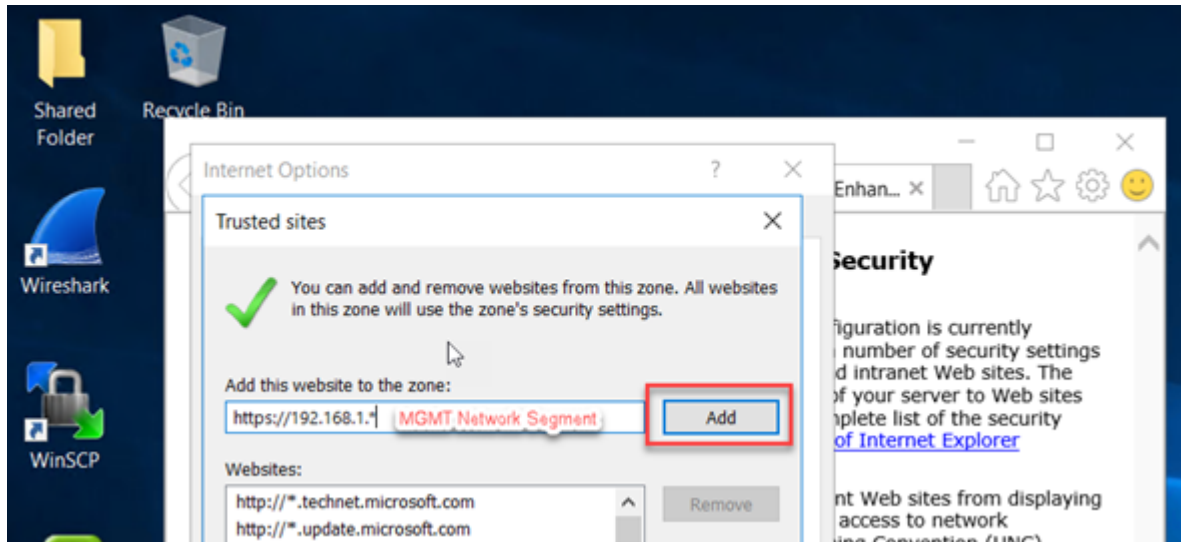 Shared
Folder
Recycle Bin
Wireshark
WinSCP
Internet Options
?
Enhan...
Trusted sites
You can add and remove websites from this zone. All websites
in this zone will use the zone's security settings.
Add this website to the zone:
https://192.168.1.*
MGMT Network Segment
Add
Websites:
http://*.technet.microsoft.com
http://*.update.microsoft.com
Remove
Security
figuration is currently
number of security settings
d intranet Web sites. The
of your server to Web sites
plete list of the security
of Internet Explorer
nt Web sites from displaying
access to network
ing Convention (UNC)